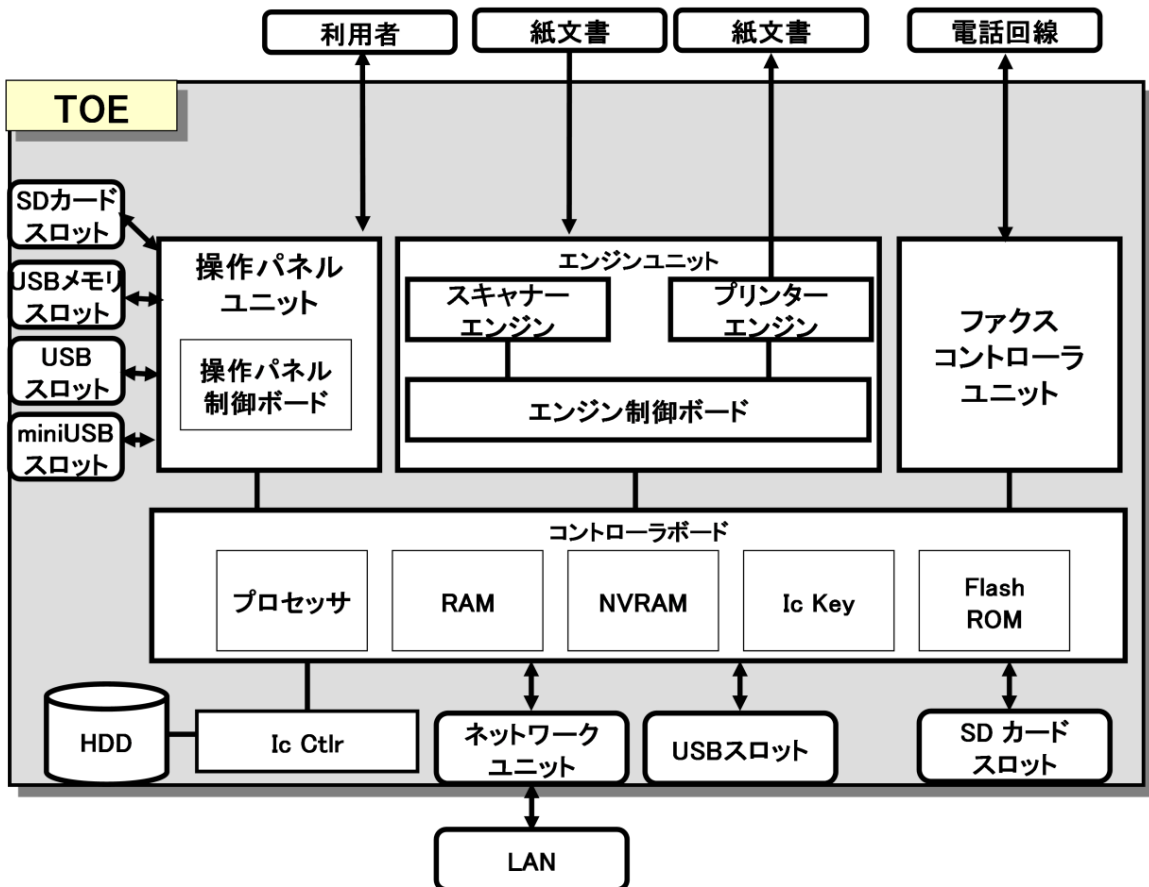 利用者
紙文書
紙文書
電話回線
TOE
SDカード
スロット
USBメモリ
スロット
USB
スロット
miniUSB
スロット
操作パネル
ユニット
操作パネル
制御ボード
エンジンユニット
スキャナー
エンジン
プリンター
エンジン
エンジン制御ボード
ファクス
コントローラ
ユニット
コントローラボード
プロセッサ
RAM
NVRAM
Ic Key
Flash
ROM
HDD
Ic Ctlr
ネットワーク
ユニット
USBスロット
SD カード
スロット
LAN